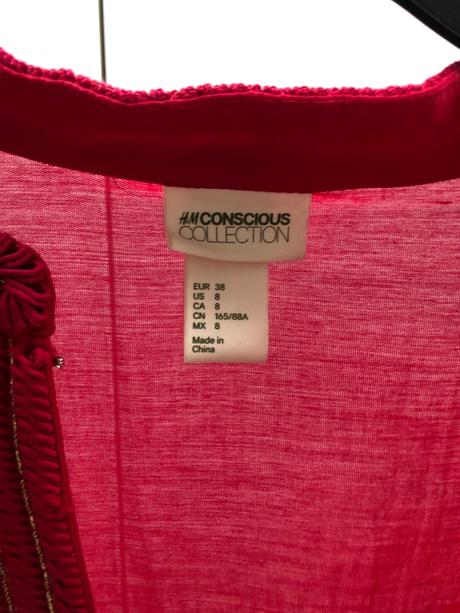 H&M CONSCIOUS
COLLECTION
EUR 38
US 8
CA 8
CN 165/88A
MX 8
Made in
China